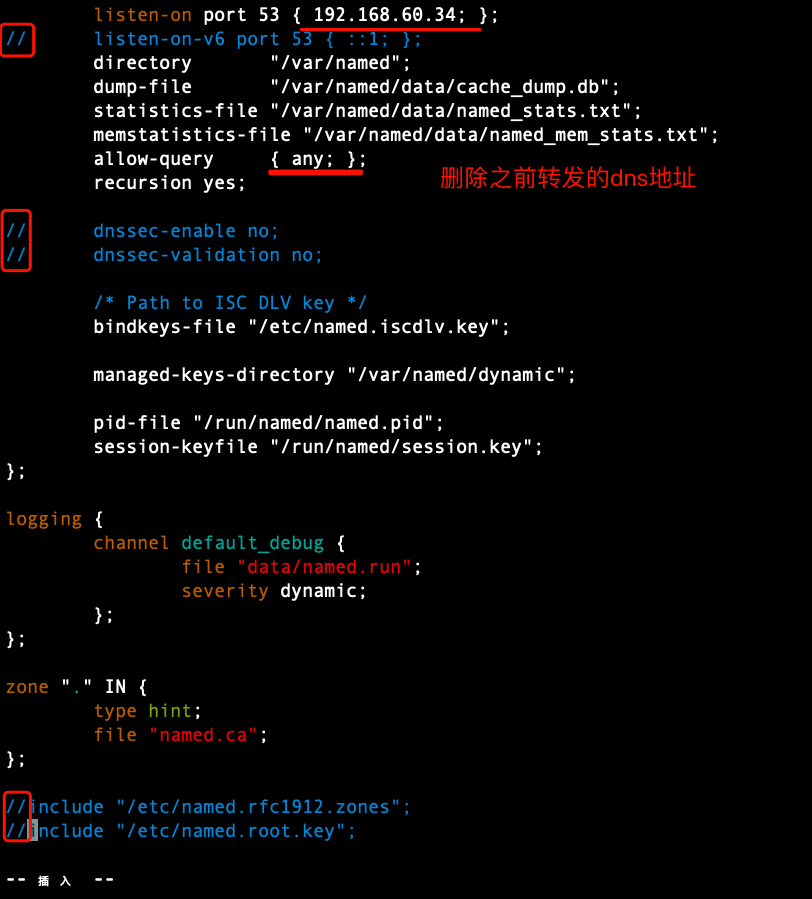 listen-on port 53 { 192.168.60.34; };
//      listen-on-v6 port 53 { ::1; };
directory       "/var/named";
dump-file       "/var/named/data/cache_dump.db";
statistics-file "/var/named/data/named_stats.txt";
memstatistics-file "/var/named/data/named_mem_stats.txt";
allow-query     { any; };
删除之前转发的dns地址
recursion yes;
//      dnssec-enable no;
//      dnssec-validation no;
/* Path to ISC DLV key */
bindkeys-file "/etc/named.iscdlv.key";
managed-keys-directory "/var/named/dynamic";
pid-file "/run/named/named.pid";
session-keyfile "/run/named/session.key";
};
logging {
channel default_debug {
file "data/named.run";
severity dynamic;
};
};
zone "." IN {
type hint;
file "named.ca";
};
//include "/etc/named.rfc1912.zones";
//include "/etc/named.root.key";
-- 插入 --